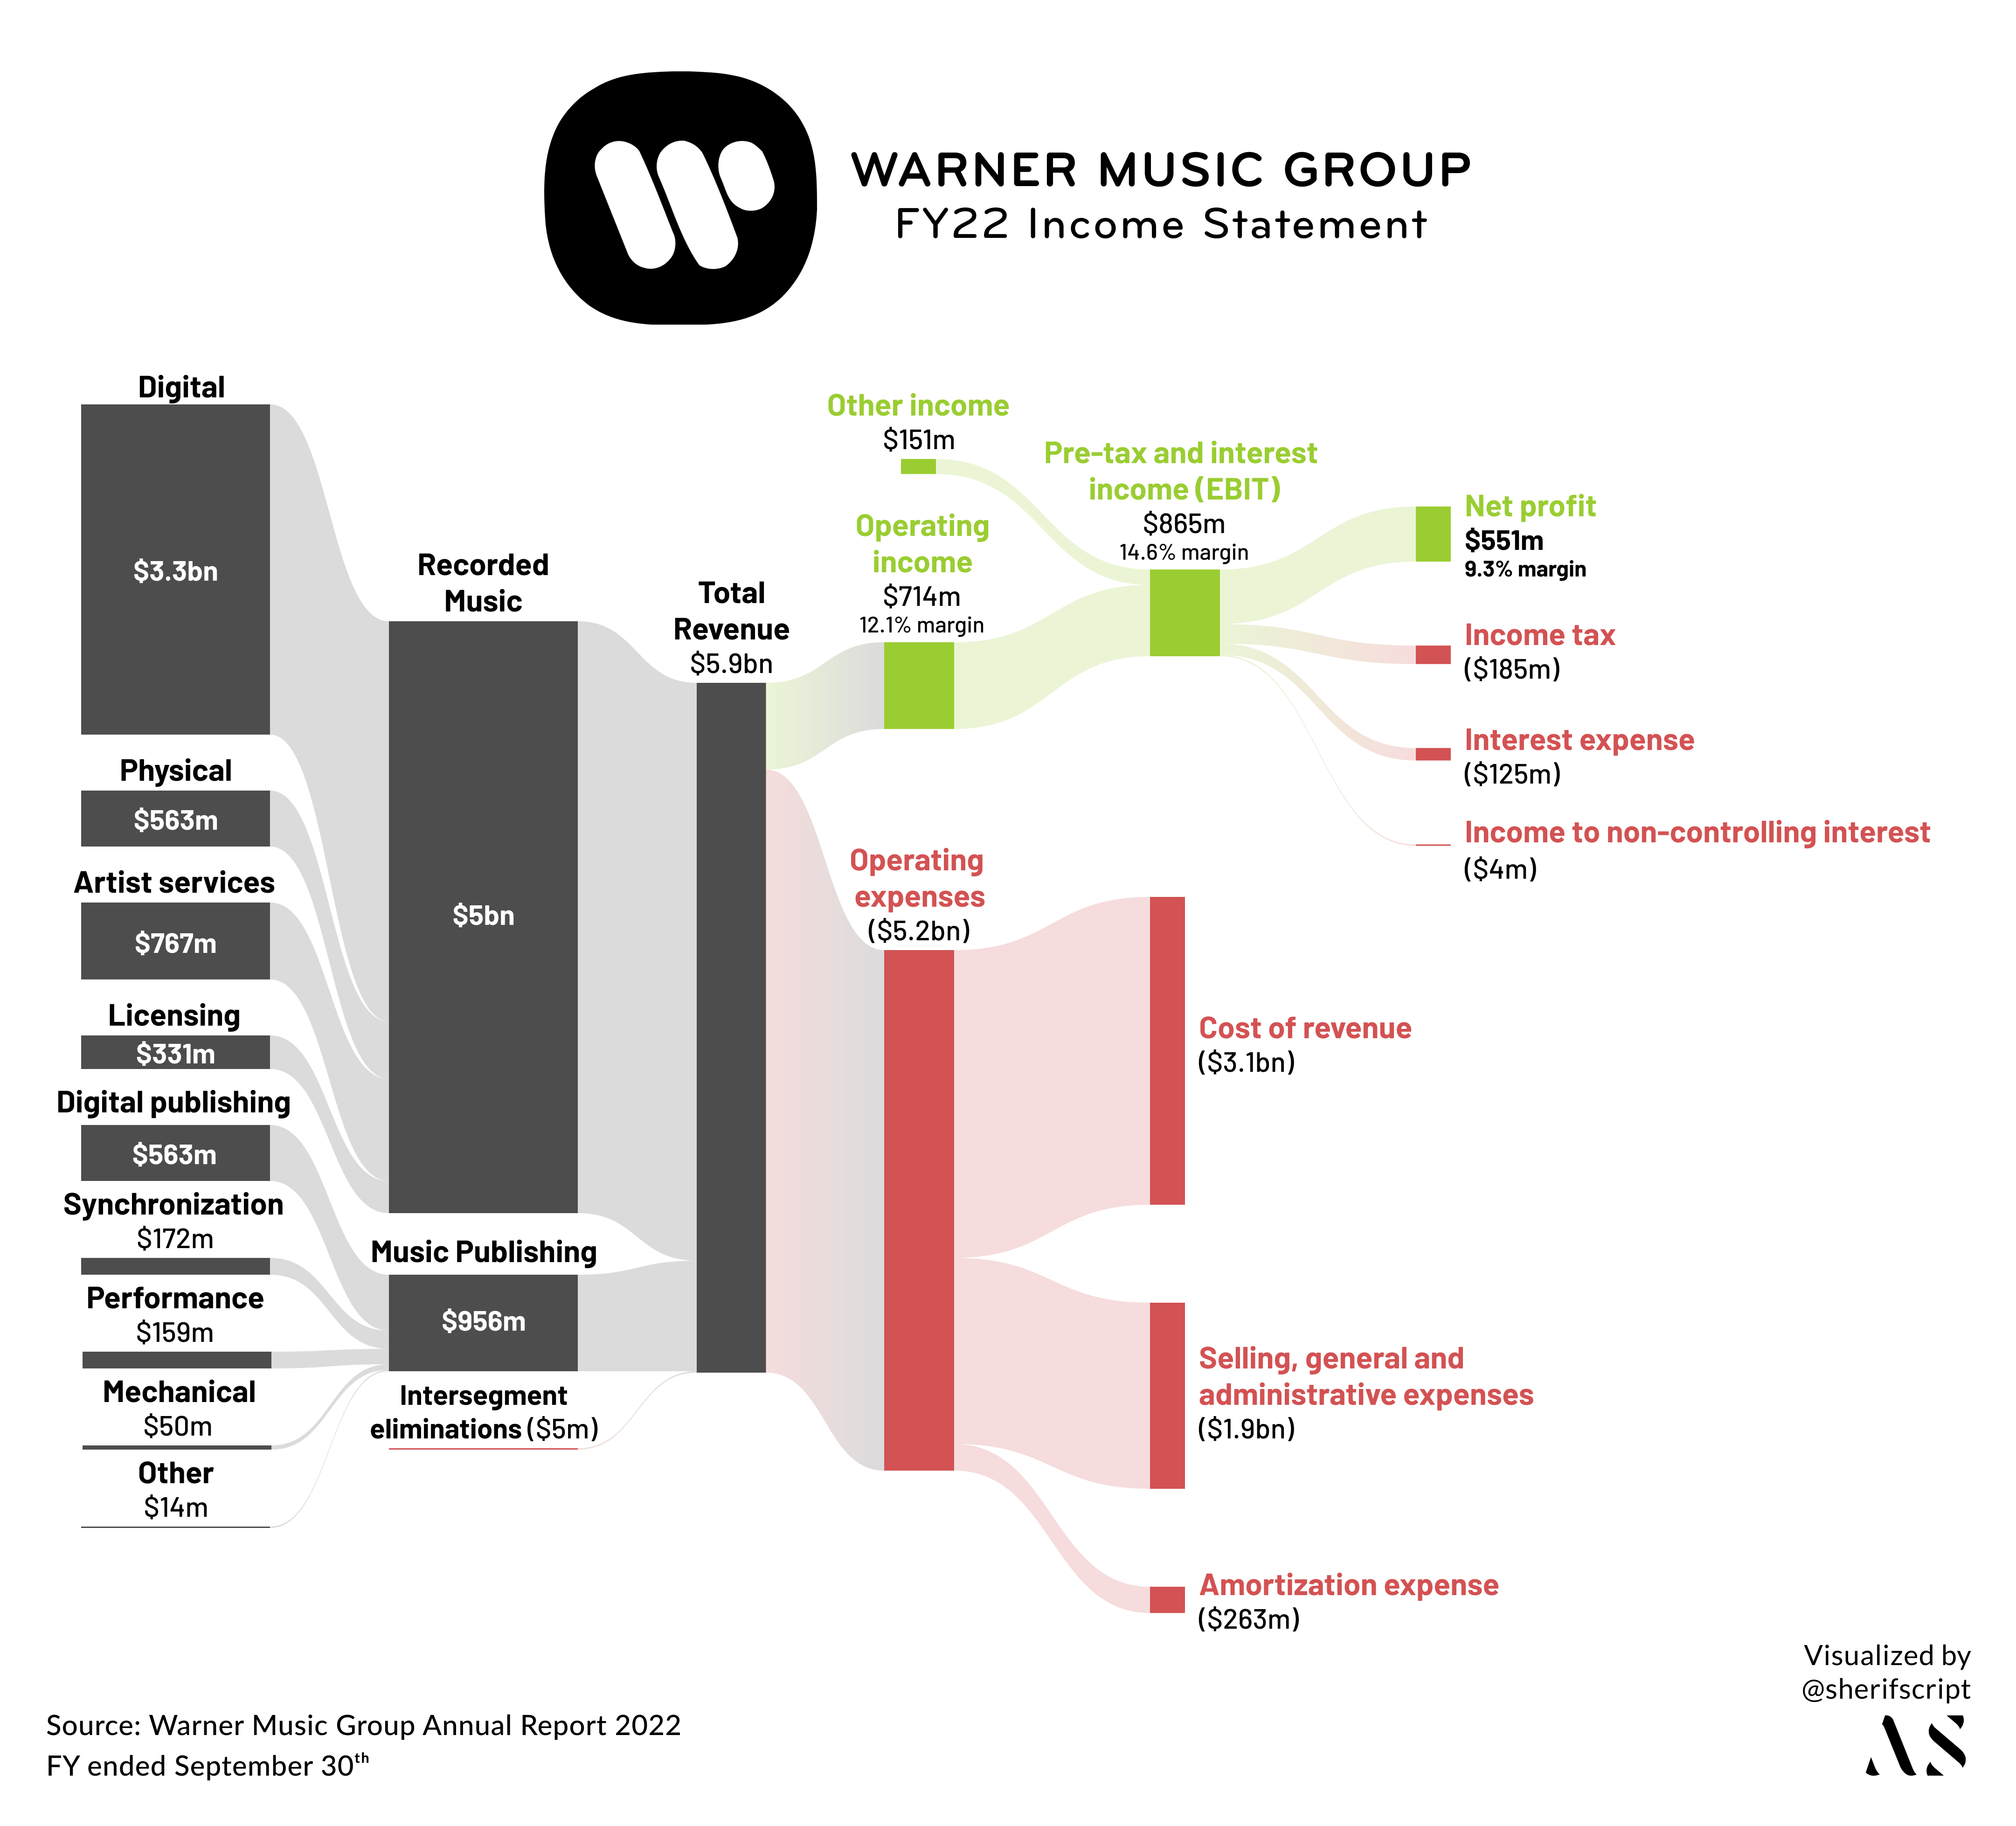 WARNER MUSIC GROUP
FY22 Income Statement
Digital
$3.3bn
Physical
$563m
Artist services
$767m
Licensing
$331m
Digital publishing
$563m
Synchronization
$172m
Performance
$159m
Mechanical
$50m
Other
$14m
Recorded
Music
$5bn
Music Publishing
$956m
Intersegment
eliminations ($5m)
Total
Revenue
$5.9bn
Other income
$151m
Operating
income
$714m
12.1% margin
Operating
expenses
($5.2bn)
Pre-tax and interest
income (EBIT)
$865m
14.6% margin
Net profit
$551m
9.3% margin
Income tax
($185m)
Interest expense
($125m)
Income to non-controlling interest
($4m)
Cost of revenue
($3.1bn)
Selling, general and
administrative expenses
($1.9bn)
Amortization expense
($263m)
Visualized by
@sherifscript
AS
Source: Warner Music Group Annual Report 2022
FY ended September 30th